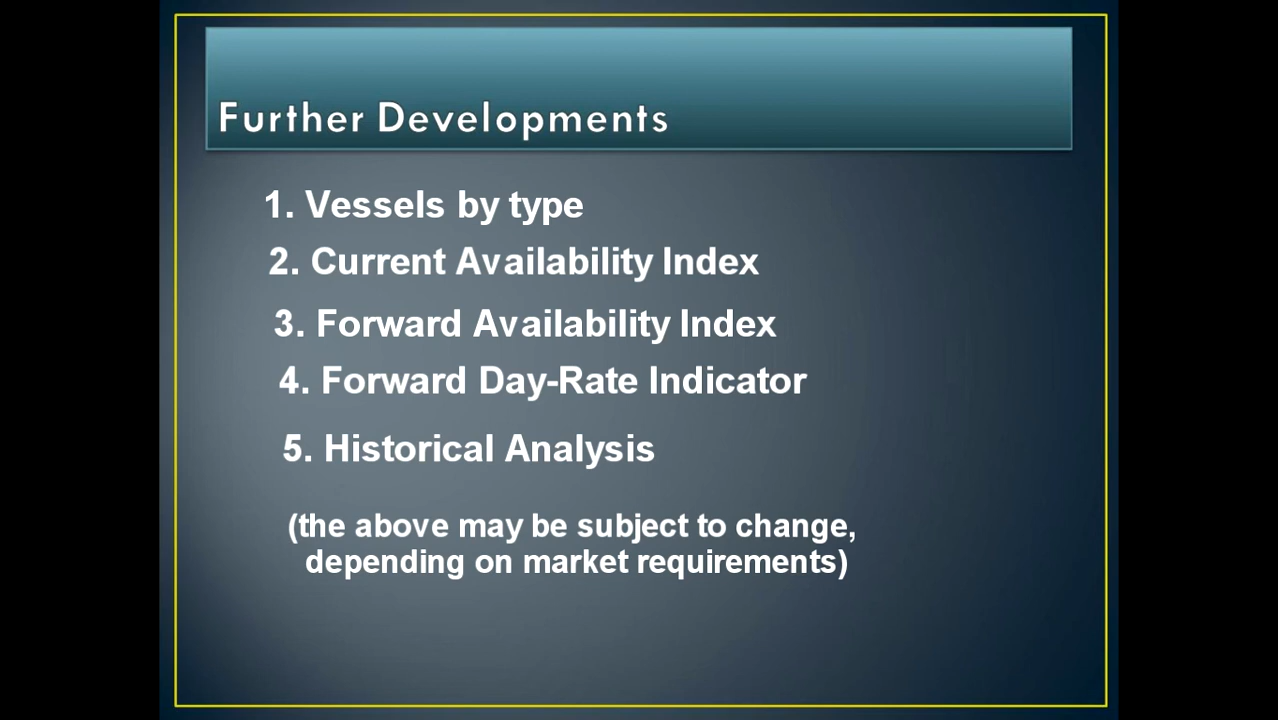 Further Developments
1. Vessels by type
2. Current Availability Index
3. Forward Availability Index
4. Forward Day-Rate Indicator
5. Historical Analysis
(the above may be subject to change,
depending on market requirements)